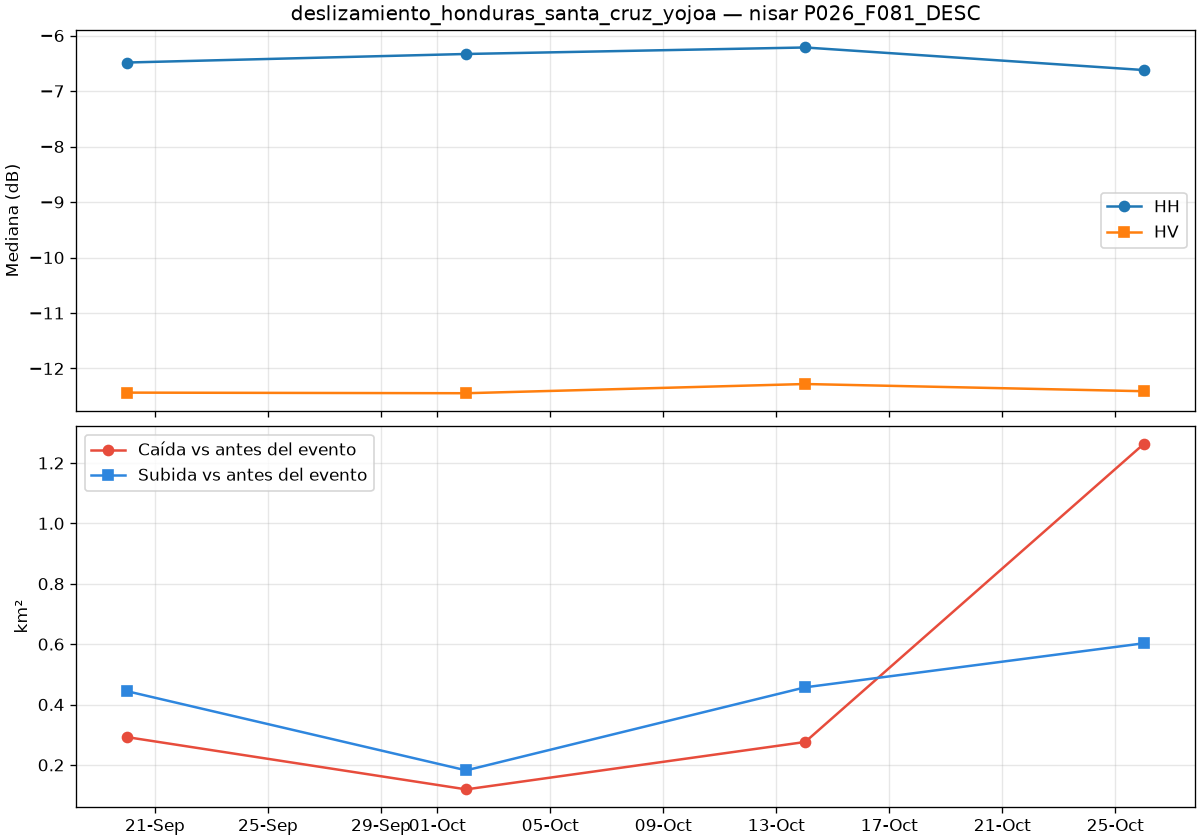 deslizamiento_honduras_santa_cruz_yojoa — nisar P026_F081_DESC
−6
−7
−8
−9
−10
−11
−12
Mediana (dB)
HH
HV
Caída vs antes del evento
Subida vs antes del evento
1.2
1.0
0.8
0.6
0.4
0.2
km²
21-Sep
25-Sep
29-Sep
01-Oct
05-Oct
09-Oct
13-Oct
17-Oct
21-Oct
25-Oct